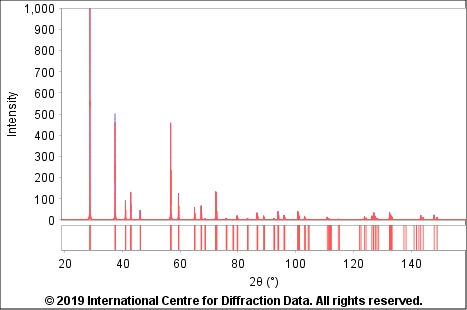 1,000
900
800
700
600
500
400
300
200
100
0
Intensity
20 40 60 80 100 120 140
2θ (°)
© 2019 International Centre for Diffraction Data. All rights reserved.